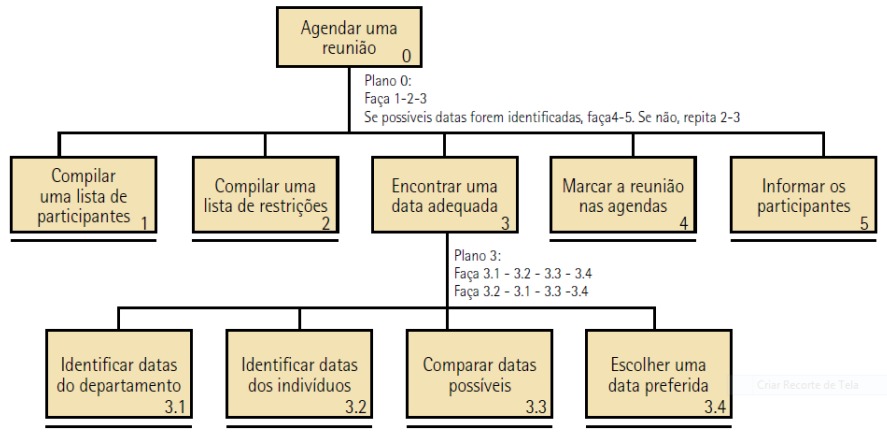 Agendar uma
reunião
0
Plano 0:
Faça 1-2-3
Se possíveis datas forem identificadas, faça4-5. Se não, repita 2-3
Compilar
uma lista de
participantes 1
Compilar uma
lista de restrições
2
Encontrar uma
data adequada
3
Marcar a reunião
nas agendas
4
Informar os
participantes
5
Plano 3:
Faça 3.1 - 3.2 - 3.3 - 3.4
Faça 3.2 - 3.1 - 3.3 -3.4
Identificar datas
do departamento
3.1
Identificar datas
dos indivíduos
3.2
Comparar datas
possíveis
3.3
Escolher uma
data preferida
3.4
Criar Recorte de Tela